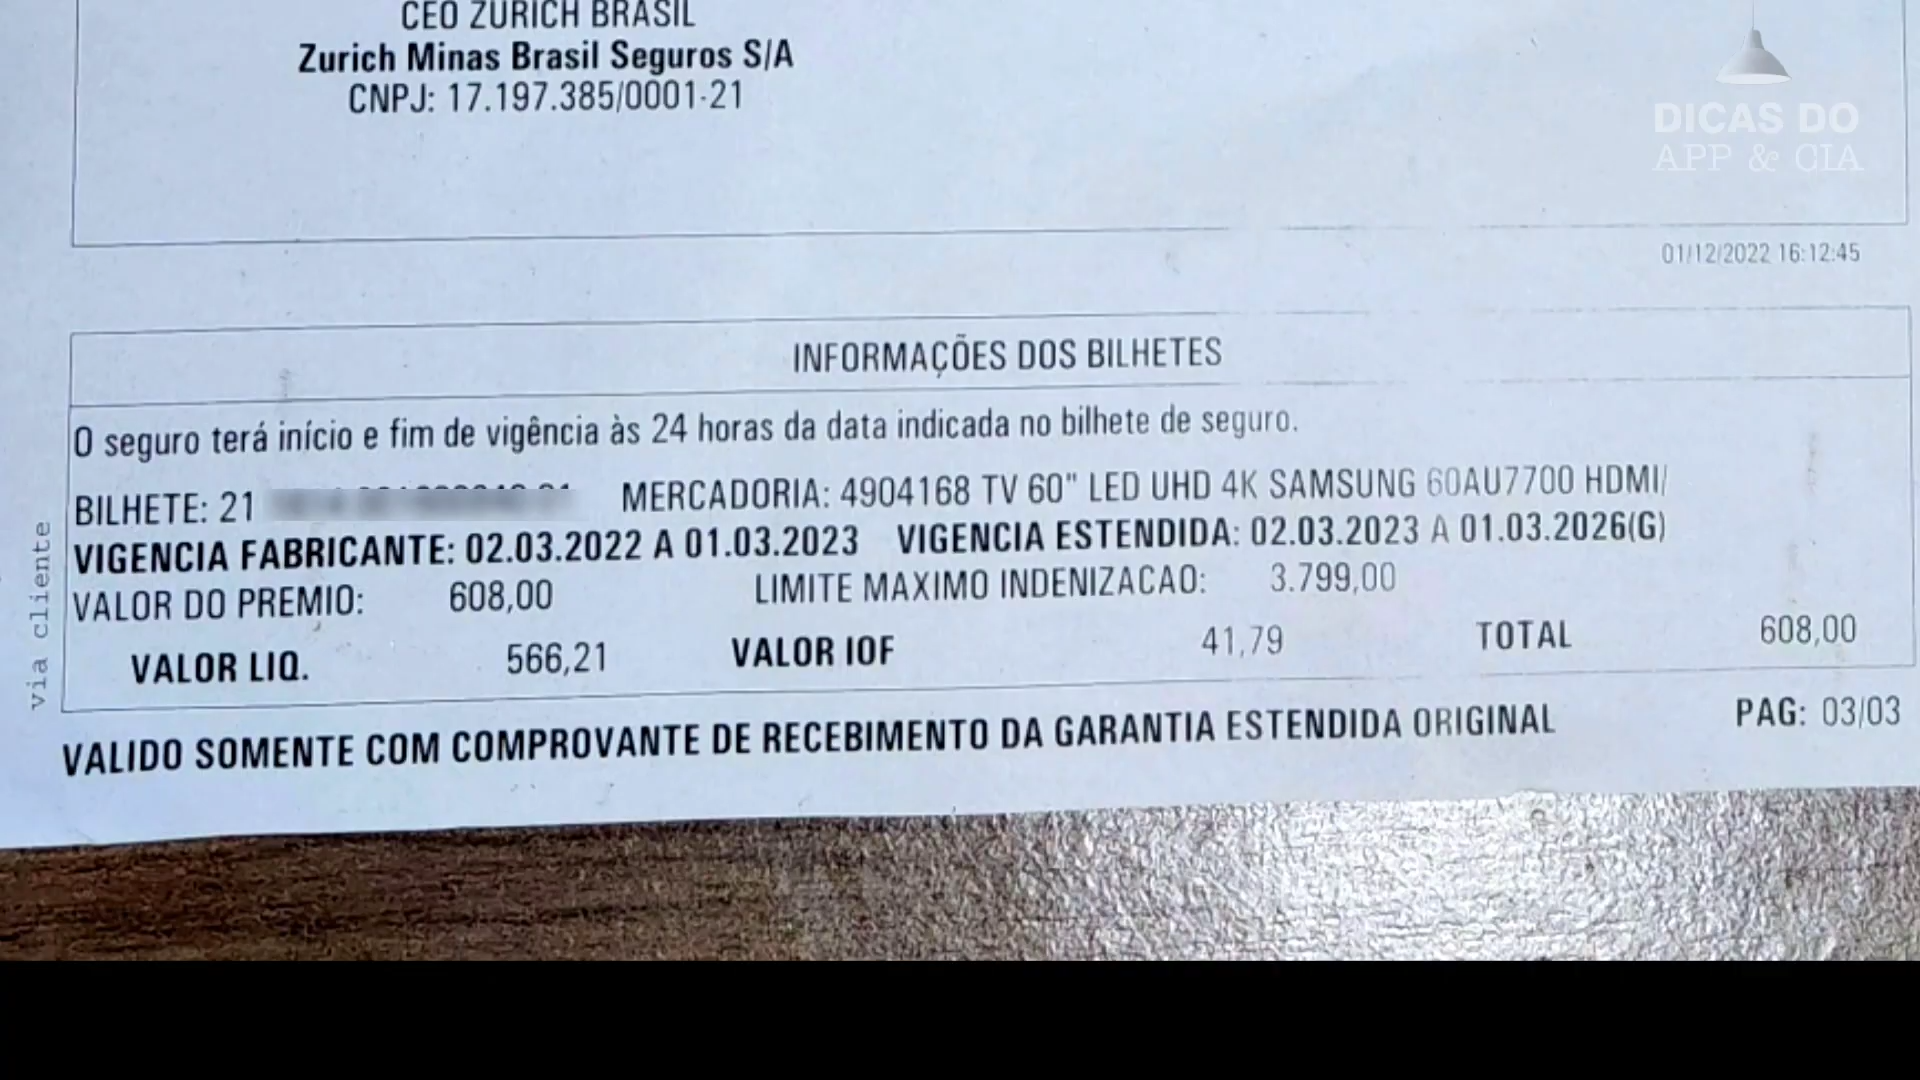 CEO ZURICH BRASIL
Zurich Minas Brasil Seguros S/A
CNPJ: 17.197.385/0001-21
DICAS DO
APP & CIA
01/12/2022 16:12:45
INFORMAÇÕES DOS BILHETES
O seguro terá início e fim de vigência às 24 horas da data indicada no bilhete de seguro.
BILHETE: 21 MERCADORIA: 4904168 TV 60" LED UHD 4K SAMSUNG 60AU7700 HDMI/
VIGENCIA FABRICANTE: 02.03.2022 A 01.03.2023 VIGENCIA ESTENDIDA: 02.03.2023 A 01.03.2026(G)
VALOR DO PREMIO: 608,00 LIMITE MAXIMO INDENIZACAO: 3.799,00
VALOR LIQ. 566,21 VALOR IOF 41,79 TOTAL 608,00
VALIDO SOMENTE COM COMPROVANTE DE RECEBIMENTO DA GARANTIA ESTENDIDA ORIGINAL PAG: 03/03
via cliente